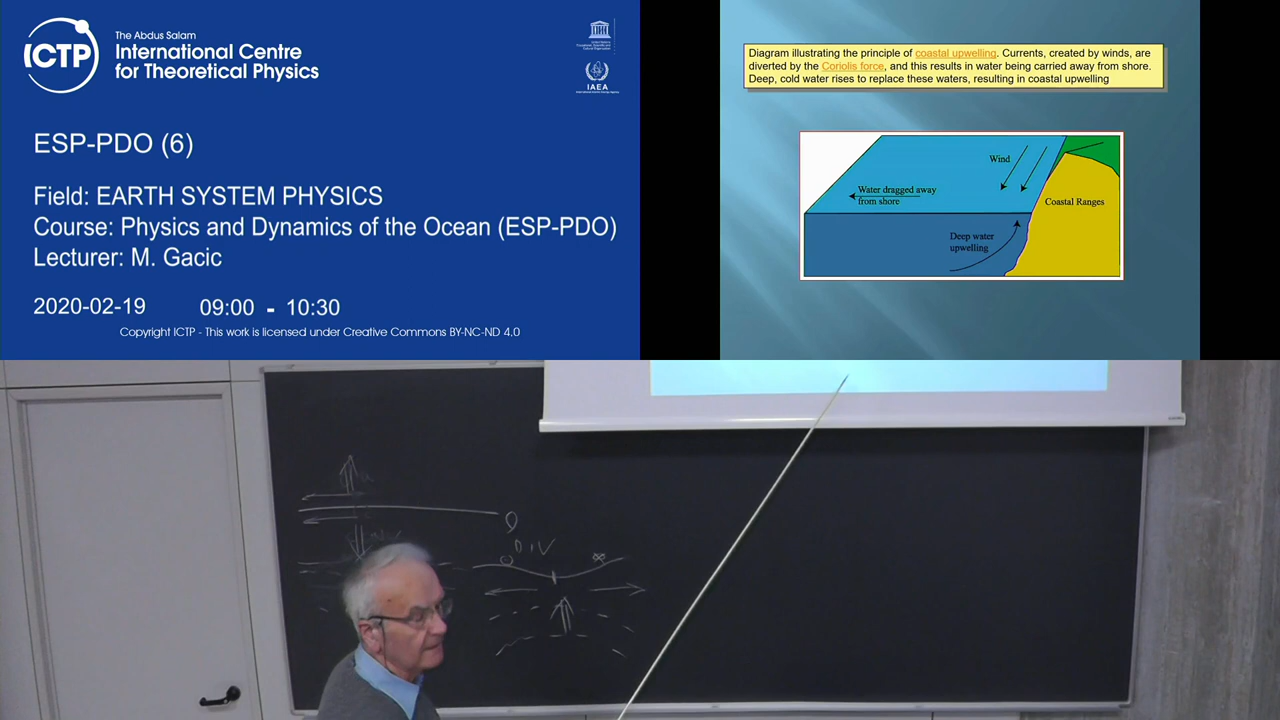 ICTP
The Abdus Salam
International Centre
for Theoretical Physics
IAEA
ESP-PDO (6)
Field: EARTH SYSTEM PHYSICS
Course: Physics and Dynamics of the Ocean (ESP-PDO)
Lecturer: M. Gacic
2020-02-19 09:00 - 10:30
Copyright ICTP - This work is licensed under Creative Commons BY-NC-ND 4.0
Diagram illustrating the principle of coastal upwelling. Currents, created by winds, are
diverted by the Coriolis force, and this results in water being carried away from shore.
Deep, cold water rises to replace these waters, resulting in coastal upwelling
Wind
Water dragged away
from shore
Coastal Ranges
Deep water
upwelling
DIV